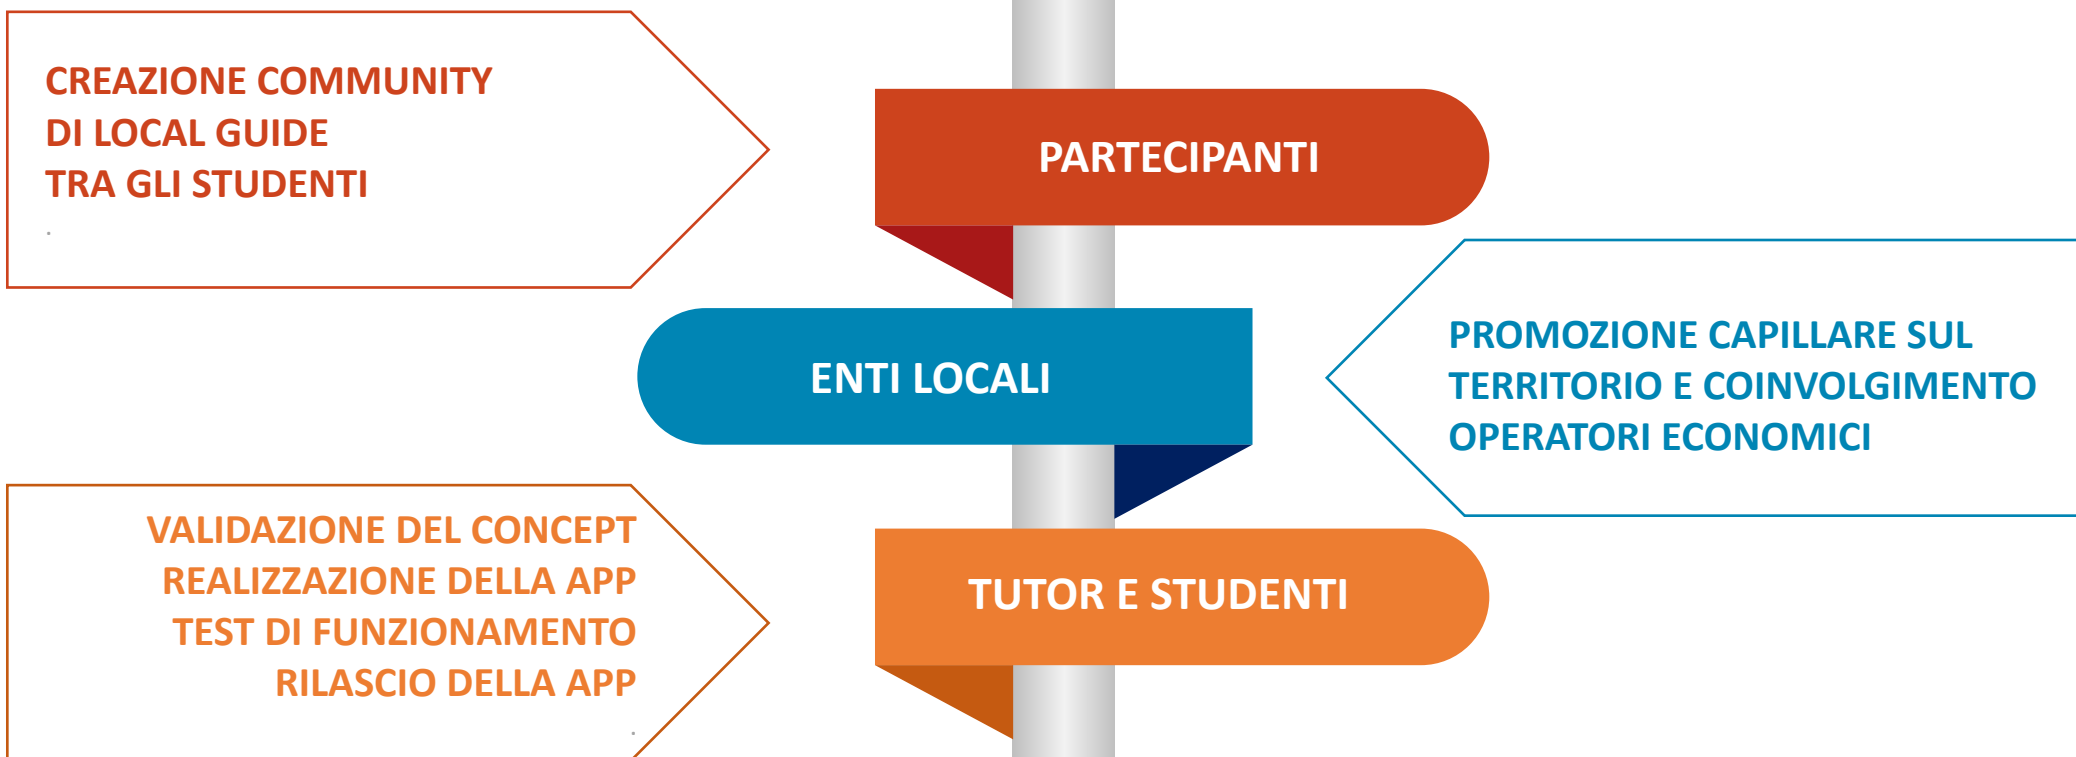 CREAZIONE COMMUNITY
DI LOCAL GUIDE
TRA GLI STUDENTI
.
PARTECIPANTI
ENTI LOCALI
PROMOZIONE CAPILLARE SUL
TERRITORIO E COINVOLGIMENTO
OPERATORI ECONOMICI
VALIDAZIONE DEL CONCEPT
REALIZZAZIONE DELLA APP
TEST DI FUNZIONAMENTO
RILASCIO DELLA APP
.
TUTOR E STUDENTI